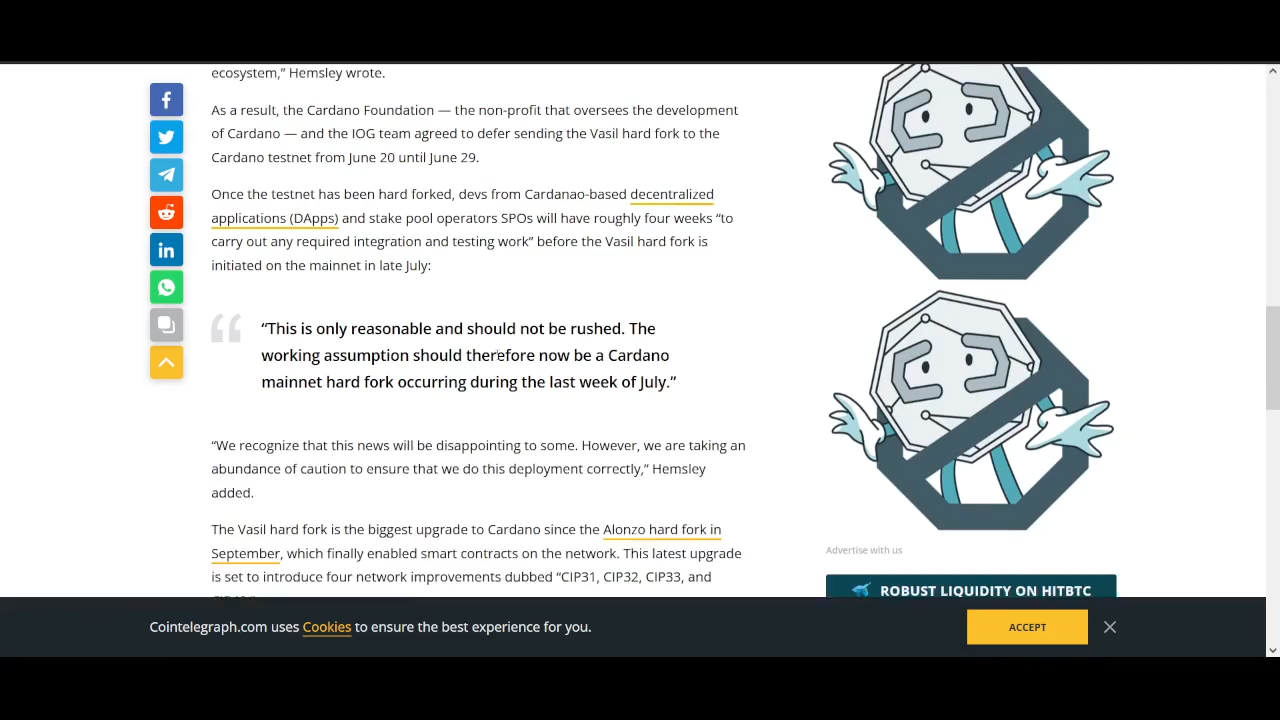 ecosystem,” Hemsley wrote.
As a result, the Cardano Foundation — the non-profit that oversees the development
of Cardano — and the IOG team agreed to defer sending the Vasil hard fork to the
Cardano testnet from June 20 until June 29.
Once the testnet has been hard forked, devs from Cardanao-based decentralized
applications (DApps) and stake pool operators SPOs will have roughly four weeks “to
carry out any required integration and testing work” before the Vasil hard fork is
initiated on the mainnet in late July:
“This is only reasonable and should not be rushed. The
working assumption should therefore now be a Cardano
mainnet hard fork occurring during the last week of July.”
“We recognize that this news will be disappointing to some. However, we are taking an
abundance of caution to ensure that we do this deployment correctly,” Hemsley
added.
The Vasil hard fork is the biggest upgrade to Cardano since the Alonzo hard fork in
September, which finally enabled smart contracts on the network. This latest upgrade
is set to introduce four network improvements dubbed “CIP31, CIP32, CIP33, and
Advertise with us
ROBUST LIQUIDITY ON HITBTC
Cointelegraph.com uses Cookies to ensure the best experience for you.
ACCEPT